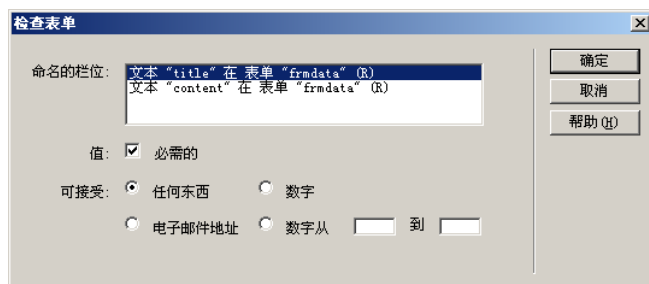 检查表单
命名的栏位:
文本 "title" 在 表单 "frmdata" (R)
文本 "content" 在 表单 "frmdata" (R)
值:
必需的
可接受:
任何东西
数字
电子邮件地址
数字从
到
确定
取消
帮助(H)